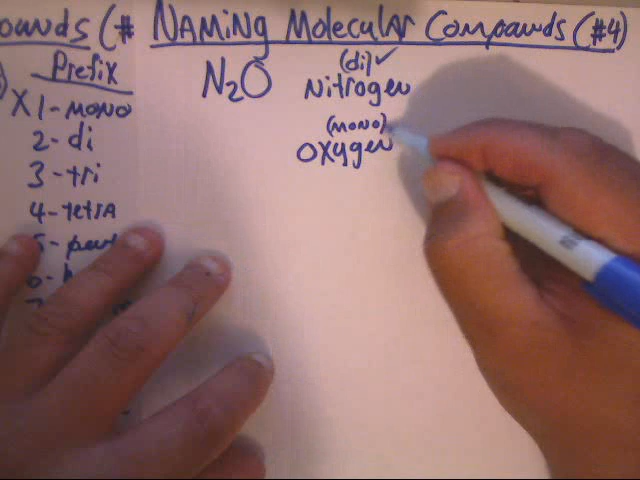 ounds (# NAMiNg MoleculaR Compounds (#4)
Prefix
X 1- MONO
2- di
3- tri
4- tetRA
5-
N2O
(di) ✓
Nitrogen
(MONO)
OXygen